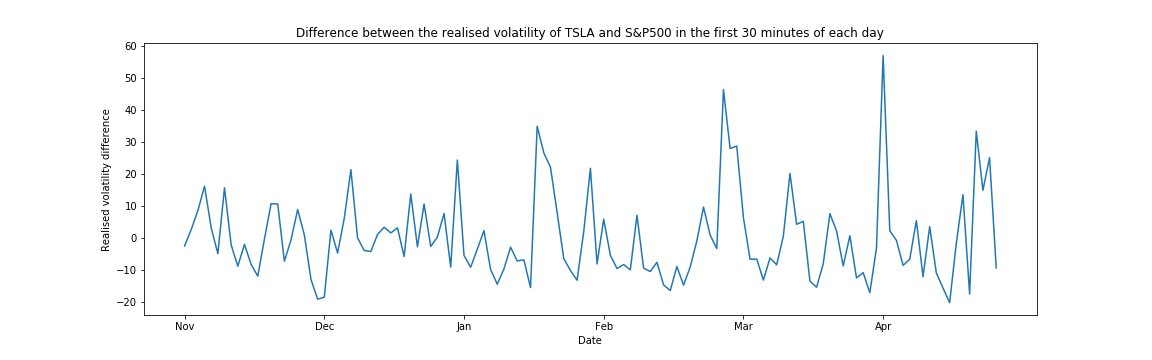 Difference between the realised volatility of TSLA and S&P500 in the first 30 minutes of each day
60
50
40
30
20
10
0
−10
−20
Realised volatility difference
Nov Dec Jan Feb Mar Apr
Date